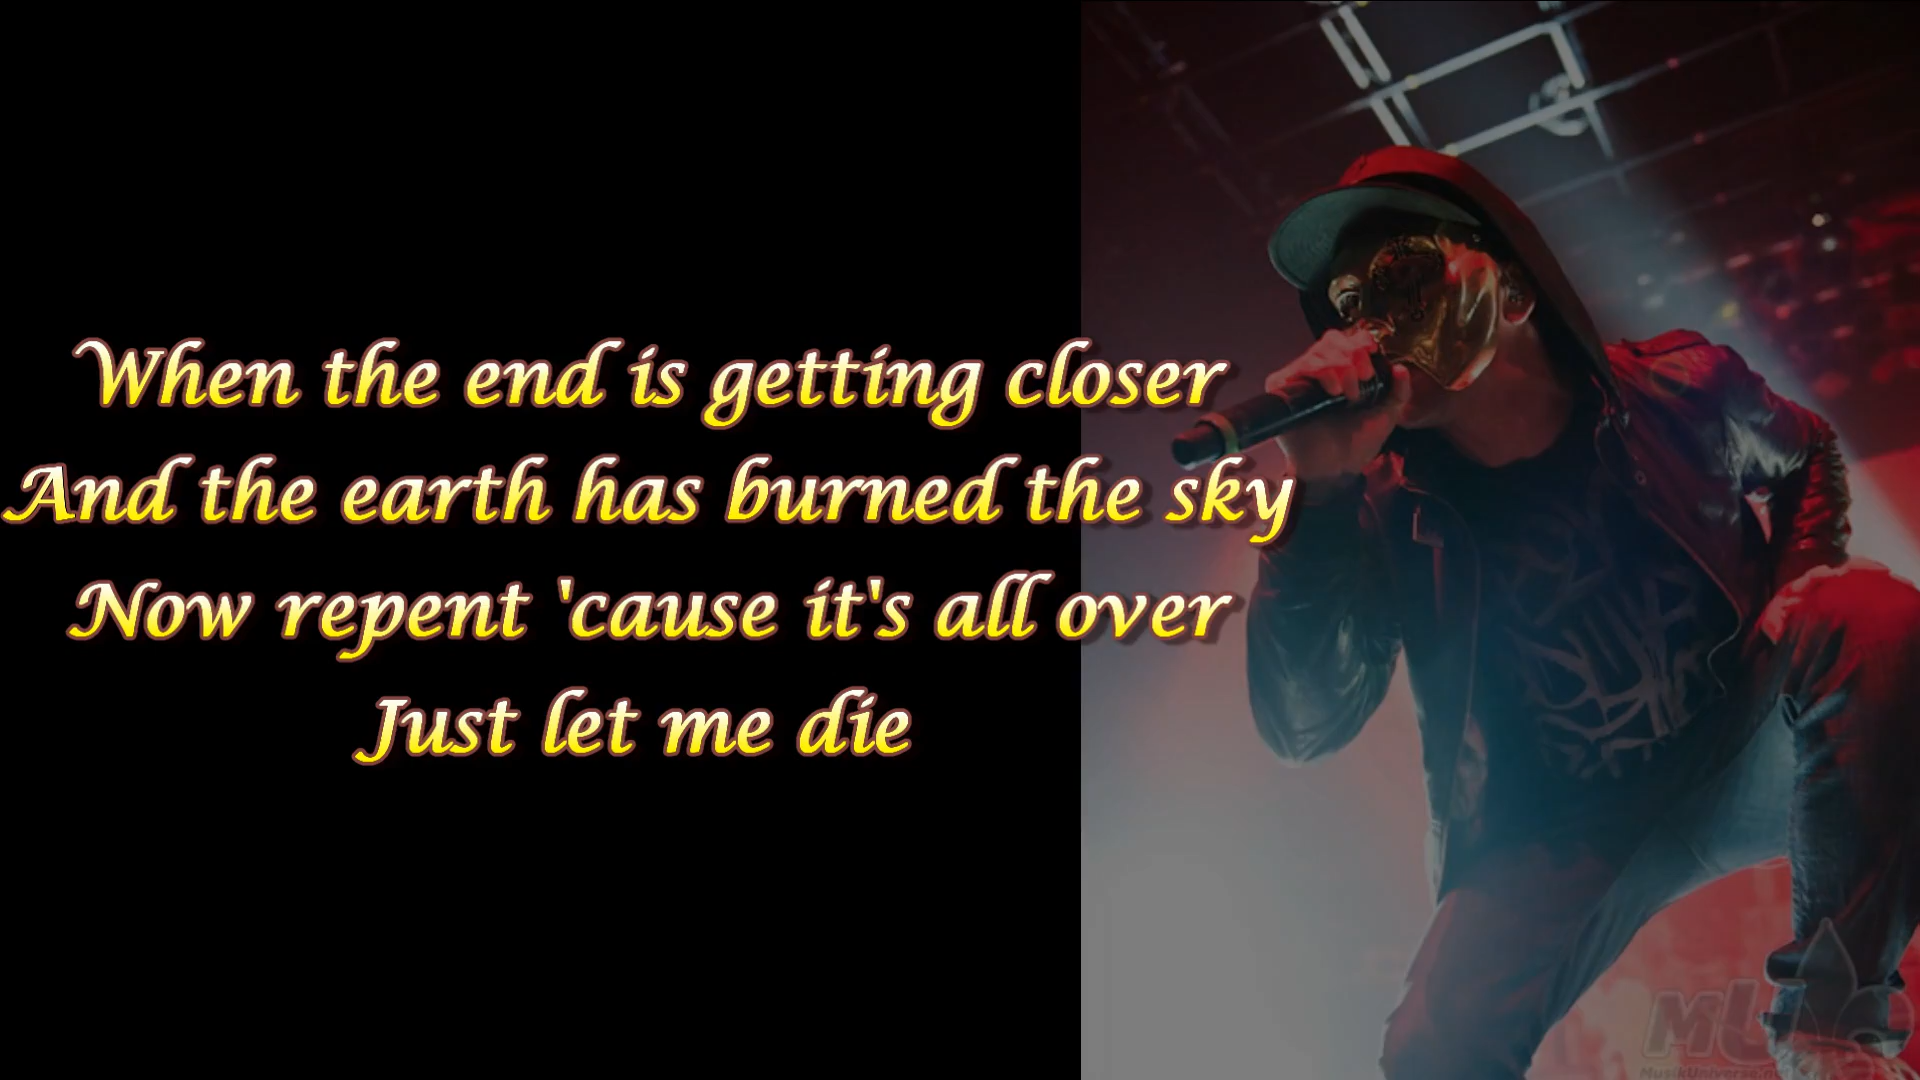 When the end is getting closer
And the earth has burned the sky
Now repent 'cause it's all over
Just let me die
MU